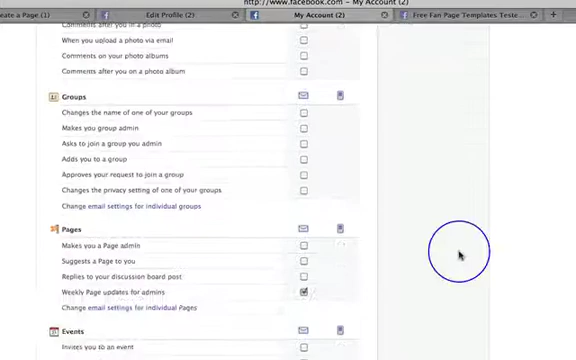 http://www.facebook.com - My Account (2)
eate a Page (1)
Edit Profile (2)
My Account (2)
Free Fan Page Templates Teste...
Comments after you in a photo
When you upload a photo via email
Comments on your photo albums
Comments after you on a photo album
Groups
Changes the name of one of your groups
Makes you group admin
Asks to join a group you admin
Adds you to a group
Approves your request to join a group
Changes the privacy setting of one of your groups
Change email settings for individual groups
Pages
Makes you a Page admin
Suggests a Page to you
Replies to your discussion board post
Weekly Page updates for admins
Change email settings for individual Pages
Events
Invites you to an event